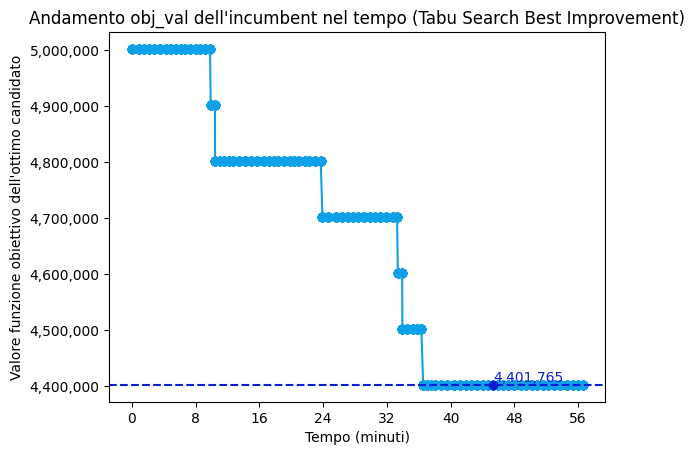 Andamento obj_val dell'incumbent nel tempo (Tabu Search Best Improvement)
Valore funzione obiettivo dell'ottimo candidato
5,000,000
4,900,000
4,800,000
4,700,000
4,600,000
4,500,000
4,400,000
4,401,765
0 8 16 24 32 40 48 56
Tempo (minuti)